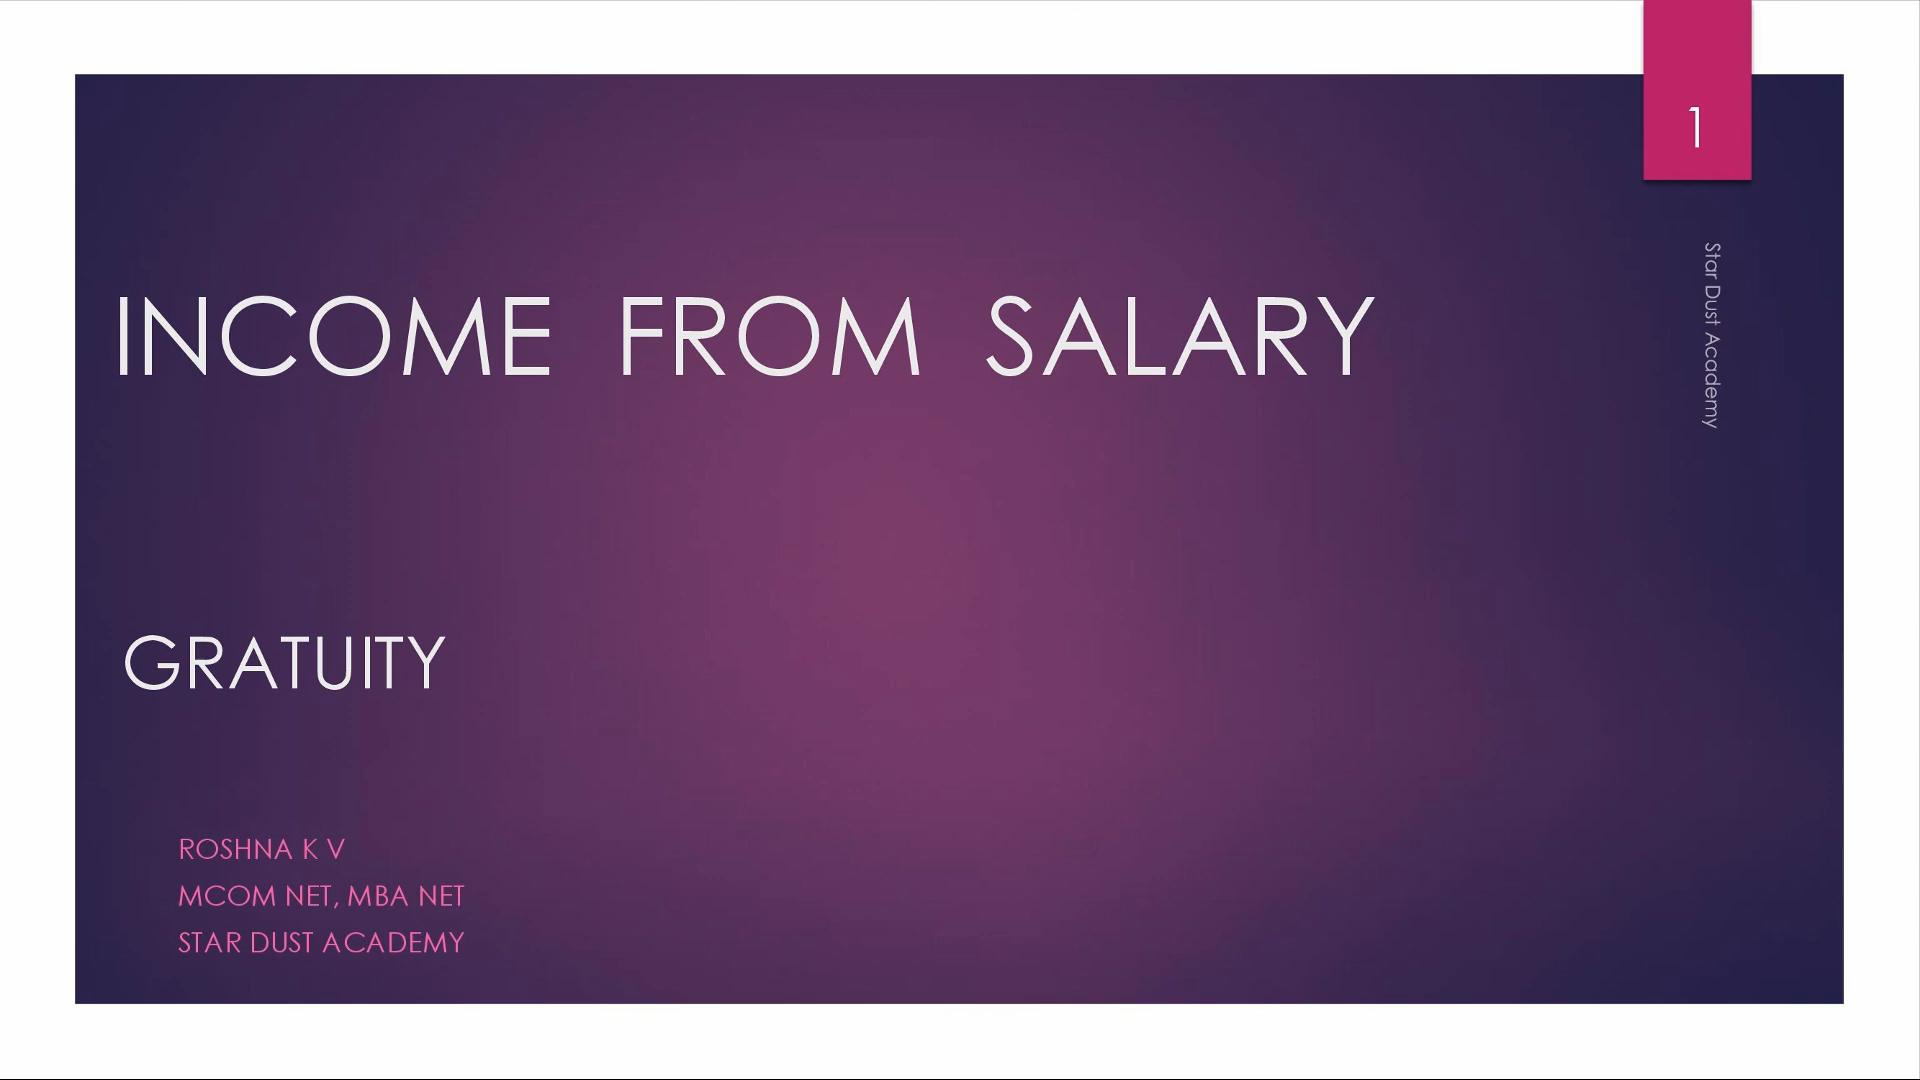 1
Star Dust Academy
INCOME FROM SALARY
GRATUITY
ROSHNA K V
MCOM NET, MBA NET
STAR DUST ACADEMY